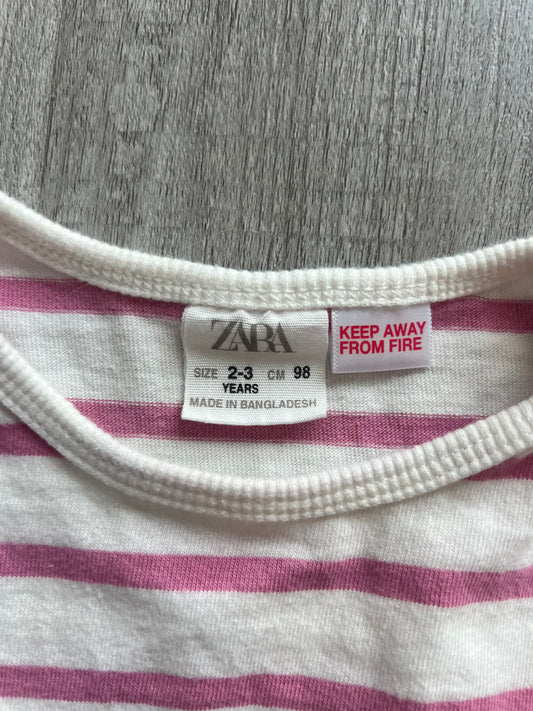 ZARA
SIZE 2-3 CM 98
YEARS
MADE IN BANGLADESH
KEEP AWAY
FROM FIRE